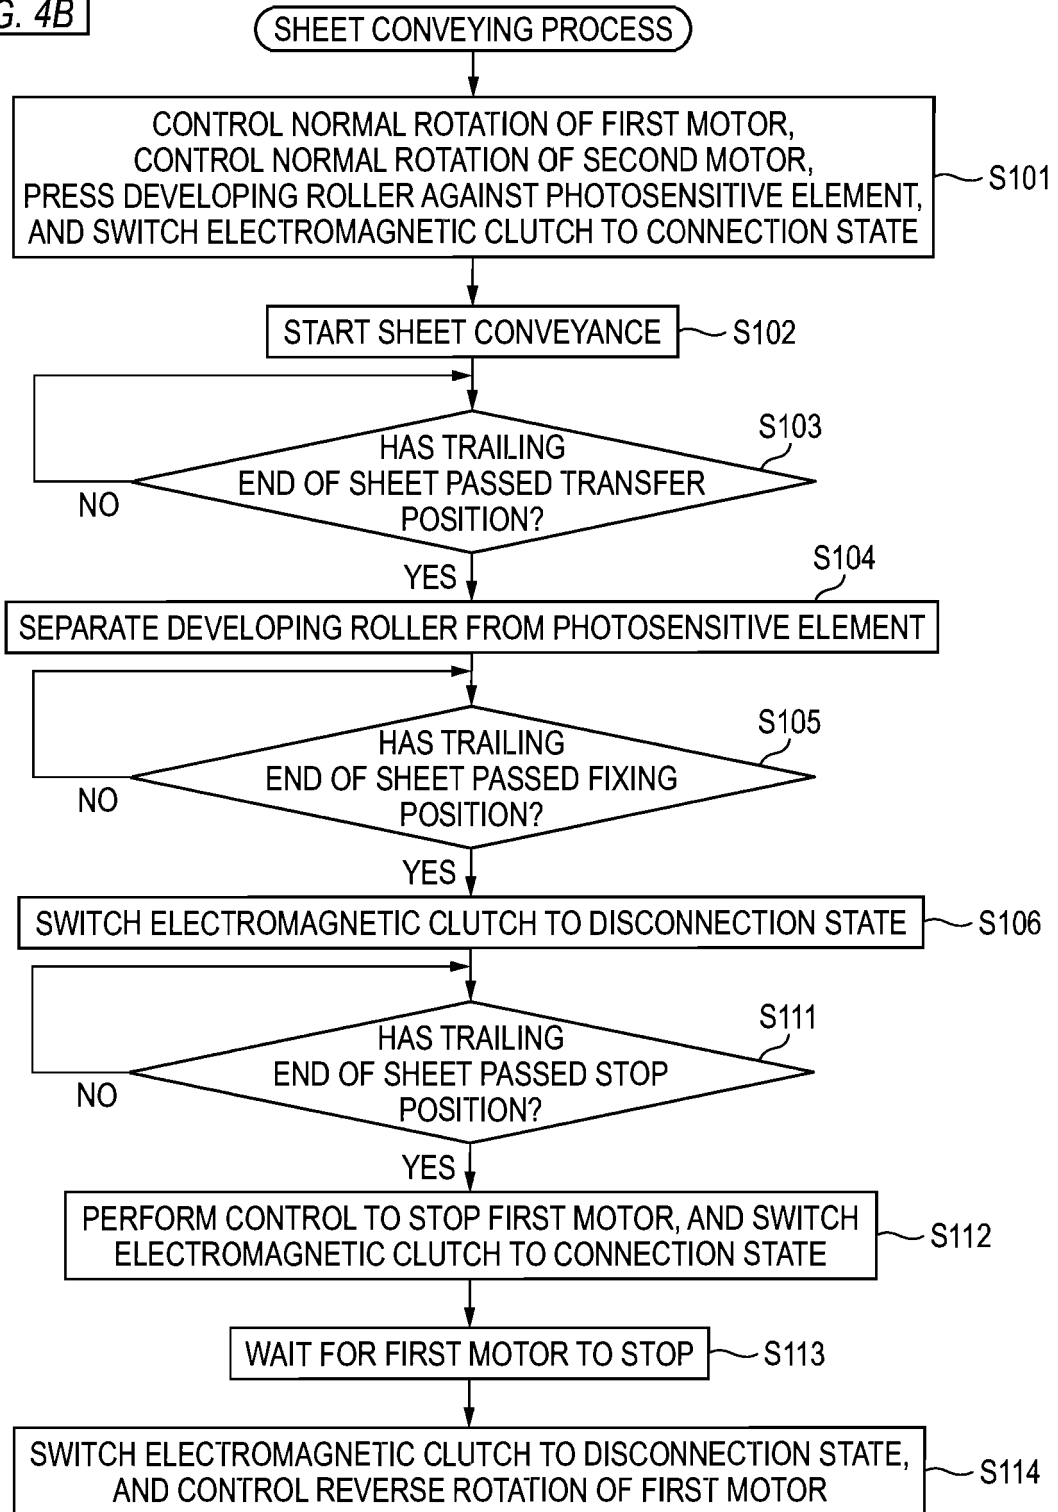 G. 4B
SHEET CONVEYING PROCESS
CONTROL NORMAL ROTATION OF FIRST MOTOR,
CONTROL NORMAL ROTATION OF SECOND MOTOR,
PRESS DEVELOPING ROLLER AGAINST PHOTOSENSITIVE ELEMENT,
AND SWITCH ELECTROMAGNETIC CLUTCH TO CONNECTION STATE
S101
START SHEET CONVEYANCE
S102
HAS TRAILING
END OF SHEET PASSED TRANSFER
POSITION?
S103
NO
YES
S104
SEPARATE DEVELOPING ROLLER FROM PHOTOSENSITIVE ELEMENT
HAS TRAILING
END OF SHEET PASSED FIXING
POSITION?
S105
NO
YES
SWITCH ELECTROMAGNETIC CLUTCH TO DISCONNECTION STATE
S106
HAS TRAILING
END OF SHEET PASSED STOP
POSITION?
S111
NO
YES
PERFORM CONTROL TO STOP FIRST MOTOR, AND SWITCH
ELECTROMAGNETIC CLUTCH TO CONNECTION STATE
S112
WAIT FOR FIRST MOTOR TO STOP
S113
SWITCH ELECTROMAGNETIC CLUTCH TO DISCONNECTION STATE,
AND CONTROL REVERSE ROTATION OF FIRST MOTOR
S114